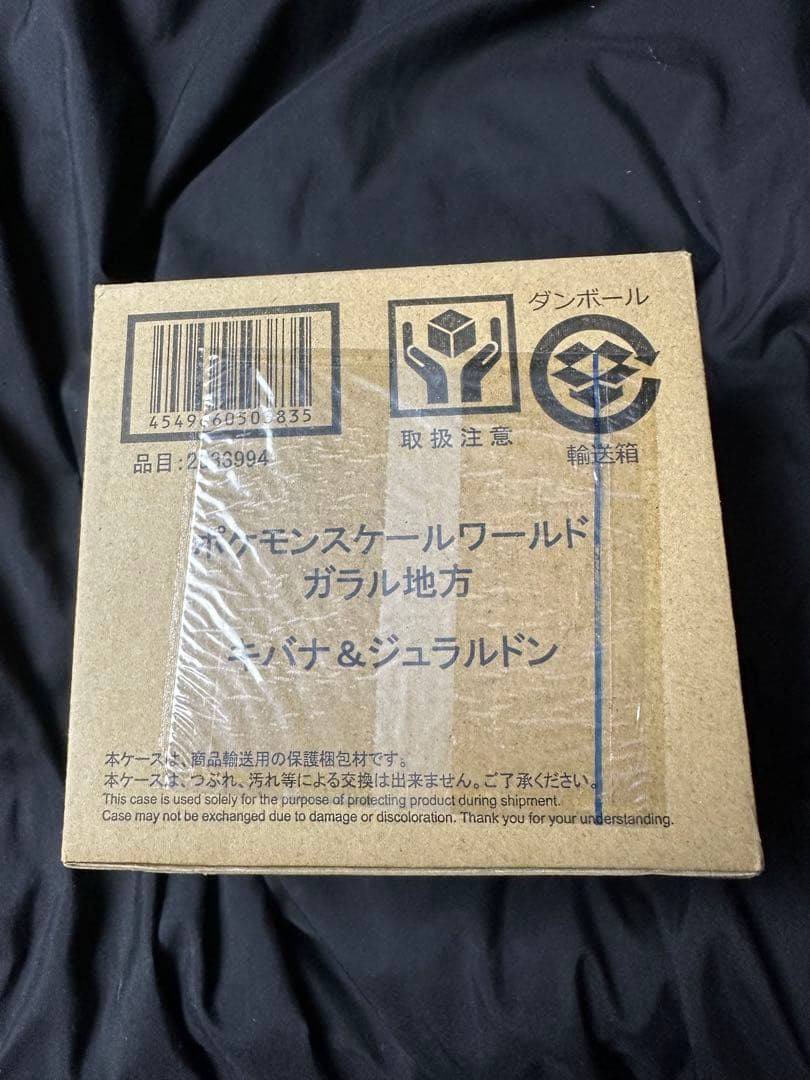 ダンボール
取扱注意
輸送箱
ポケモンスケールワールド
ガラル地方
キバナ&ジュラルドン
本ケースは、商品輸送用の保護梱包材です。
本ケースは、つぶれ、汚れ等による交換は出来ません。ご了承ください。
This case is used solely for the purpose of protecting product during shipment.
Case may not be exchanged due to damage or discoloration. Thank you for your understanding.